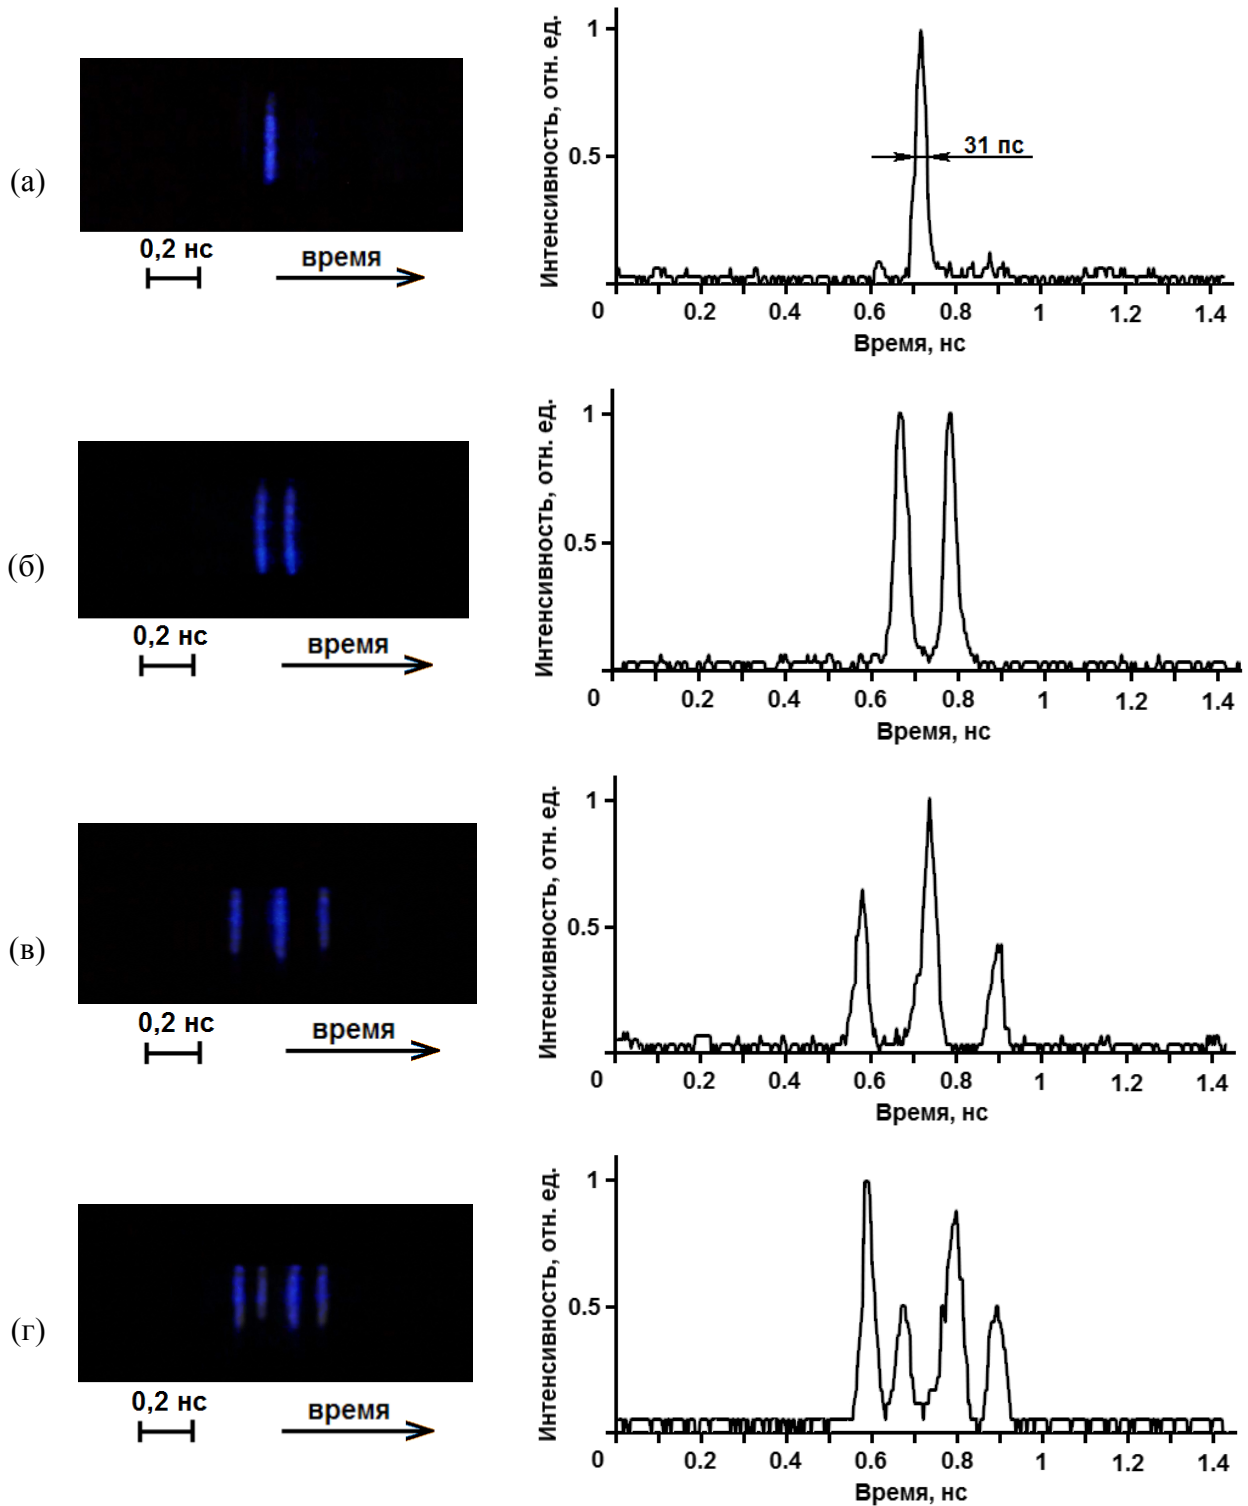 (а)
0,2 нс
время
Интенсивность, отн. ед.
1
0.5
31 пс
0 0.2 0.4 0.6 0.8 1 1.2 1.4
Время, нс
(б)
0,2 нс
время
Интенсивность, отн. ед.
1
0.5
0 0.2 0.4 0.6 0.8 1 1.2 1.4
Время, нс
(в)
0,2 нс
время
Интенсивность, отн. ед.
1
0.5
0 0.2 0.4 0.6 0.8 1 1.2 1.4
Время, нс
(г)
0,2 нс
время
Интенсивность, отн. ед.
1
0.5
0 0.2 0.4 0.6 0.8 1 1.2 1.4
Время, нс